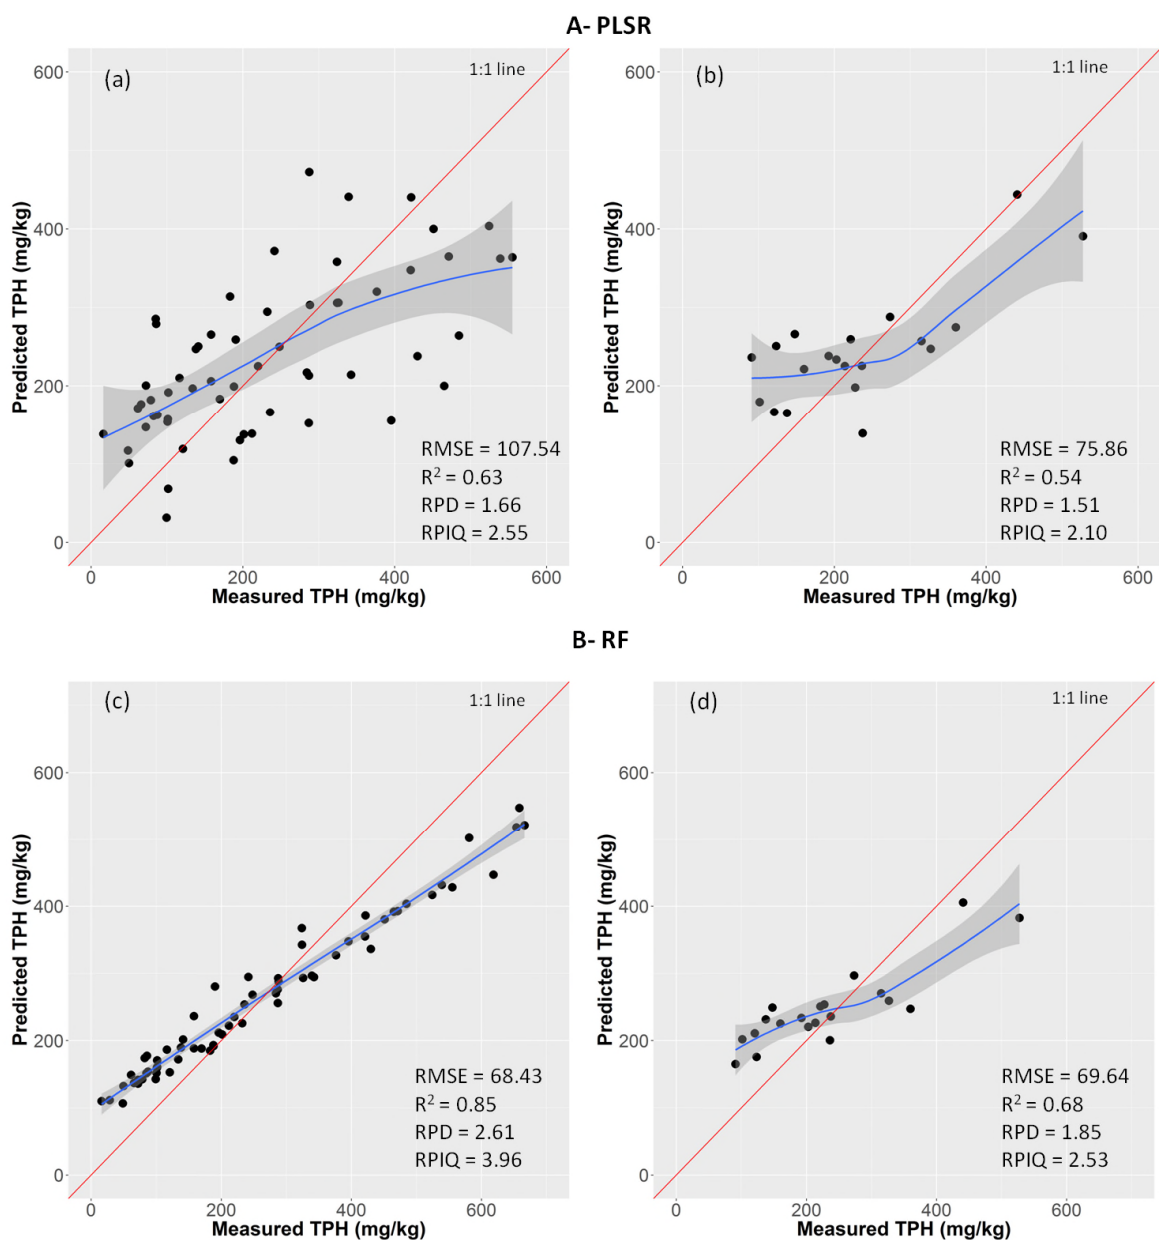 A- PLSR
(a)
1:1 line
600
400
200
0
Predicted TPH (mg/kg)
RMSE = 107.54
R² = 0.63
RPD = 1.66
RPIQ = 2.55
0 200 400 600
Measured TPH (mg/kg)
(b)
1:1 line
600
400
200
0
Predicted TPH (mg/kg)
RMSE = 75.86
R² = 0.54
RPD = 1.51
RPIQ = 2.10
0 200 400 600
Measured TPH (mg/kg)
B- RF
(c)
1:1 line
600
400
200
0
Predicted TPH (mg/kg)
RMSE = 68.43
R² = 0.85
RPD = 2.61
RPIQ = 3.96
0 200 400 600
Measured TPH (mg/kg)
(d)
1:1 line
600
400
200
0
Predicted TPH (mg/kg)
RMSE = 69.64
R² = 0.68
RPD = 1.85
RPIQ = 2.53
0 200 400 600
Measured TPH (mg/kg)